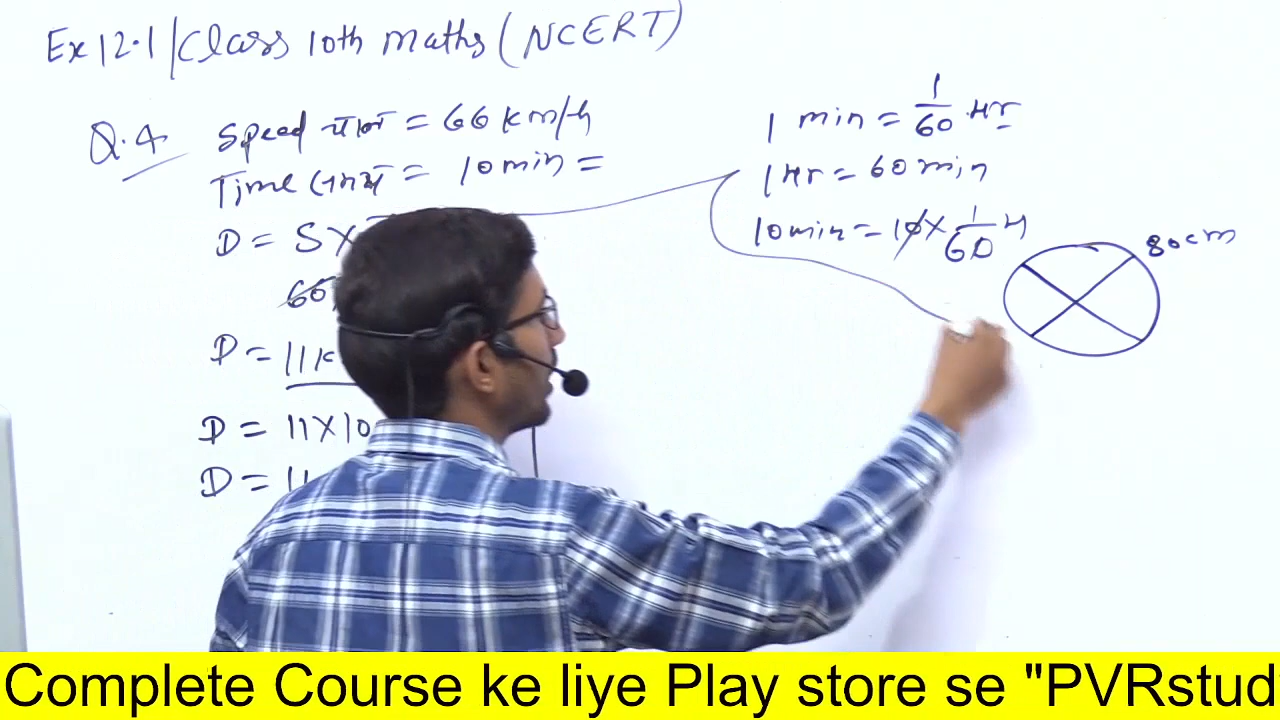 Ex 12.1 | Class 10th maths (NCERT)
Q.4 Speed चाल = 66 km/h
Time समय = 10 min =
D = S X
60
D = 11 K
D = 11 X 10
D = 11
1 min = 1/60 Hr
1 Hr = 60 min
10 min = 10 X 1/60 H
80 cm
Complete Course ke liye Play store se "PVRstud